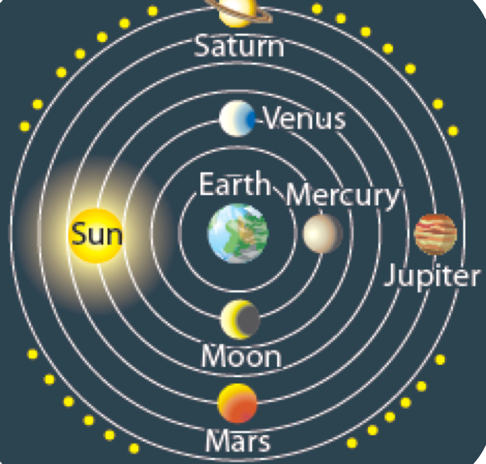 Saturn
Venus
Earth
Mercury
Sun
Jupiter
Moon
Mars